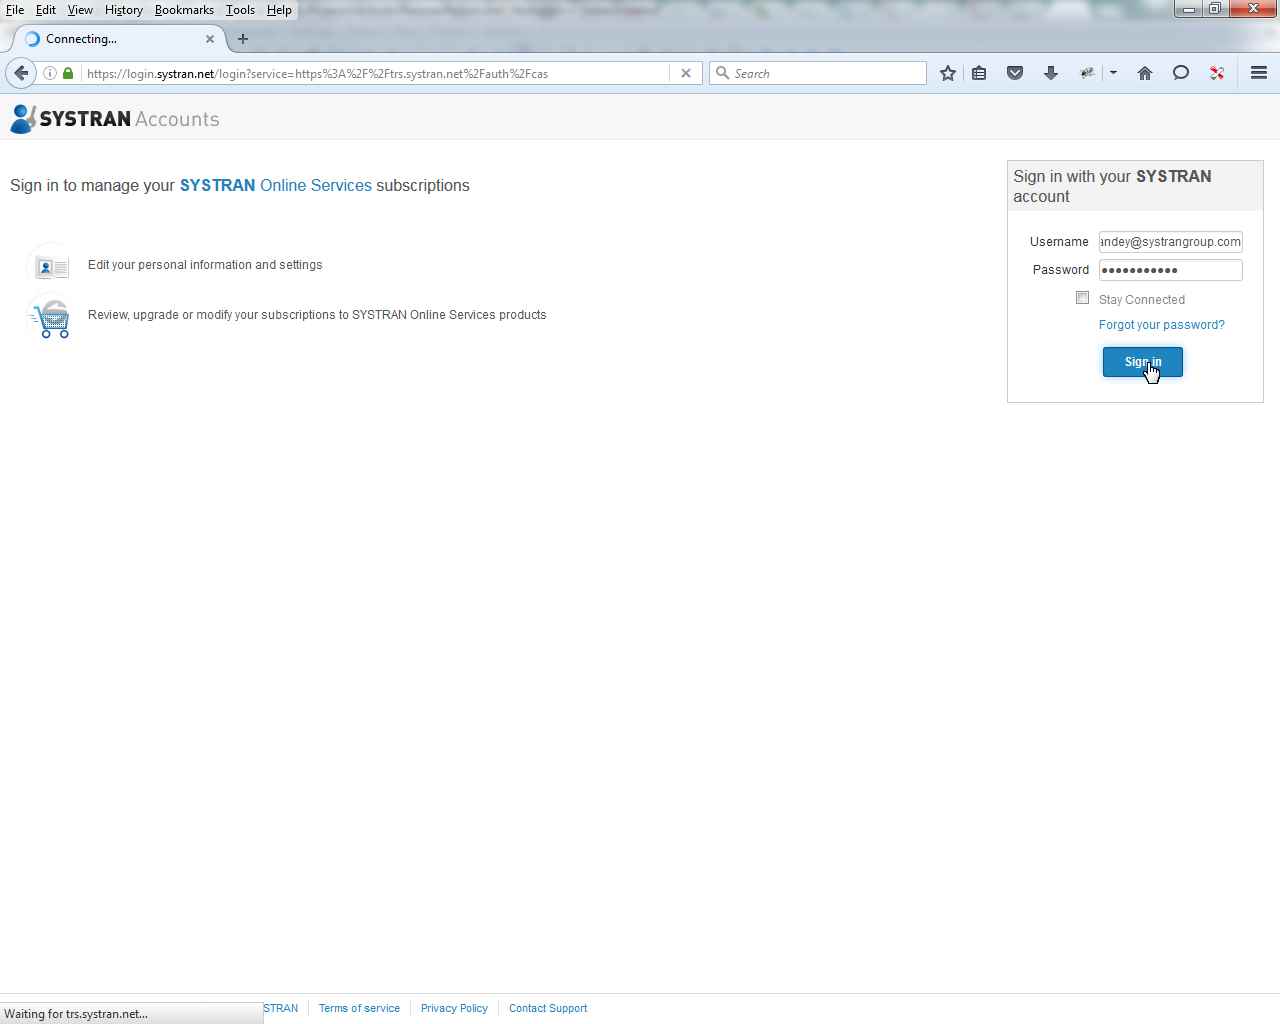 File Edit View History Bookmarks Tools Help
Connecting...
https://login.systran.net/login?service=https%3A%2F%2Ftrs.systran.net%2Fauth%2Fcas
Search
SYSTRAN Accounts
Sign in to manage your SYSTRAN Online Services subscriptions
Edit your personal information and settings
Review, upgrade or modify your subscriptions to SYSTRAN Online Services products
Sign in with your SYSTRAN
account
Username
andey@systrangroup.com
Password
Stay Connected
Forgot your password?
Sign in
STRAN Terms of service Privacy Policy Contact Support
Waiting for trs.systran.net...